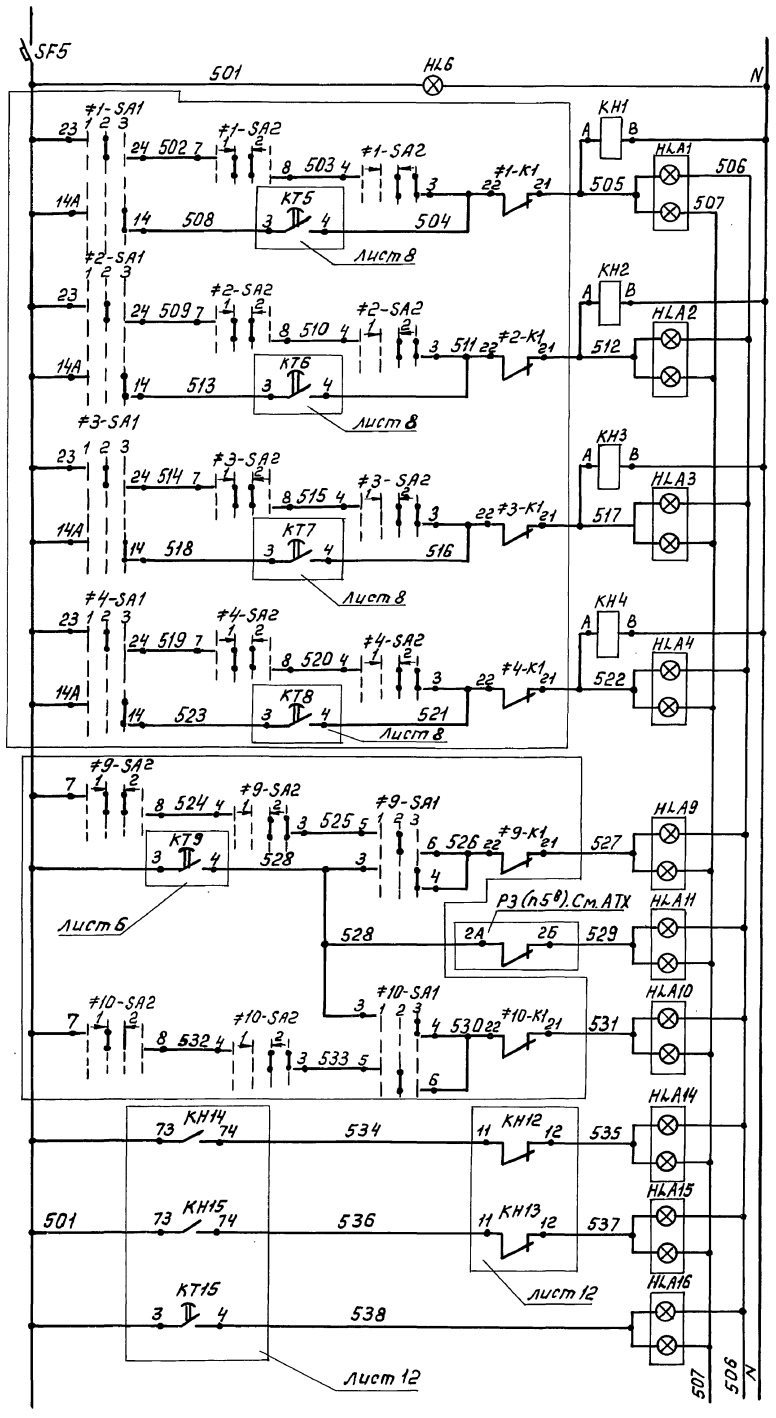 SF5
501 HL6 N
≠1-SA1
23 1 2 3 24 502 7 ≠1-SA2 1 2 8 503 4 ≠1-SA2 1 2 3 22 ≠1-K1 21 A KH1 B
HLA1 506
505 507
14A 14 508 3 KT5 4 504
Лист 8
≠2-SA1
23 1 2 3 24 509 7 ≠2-SA2 1 2 8 510 4 ≠2-SA2 1 2 3 511 22 ≠2-K1 21 A KH2 B
HLA2
512
14A 14 513 3 KT6 4
Лист 8
≠3-SA1
23 1 2 3 24 514 7 ≠3-SA2 1 2 8 515 4 ≠3-SA2 1 2 3 22 ≠3-K1 21 A KH3 B
HLA3
517
14A 14 518 3 KT7 4 516
Лист 8
≠4-SA1
23 1 2 3 24 519 7 ≠4-SA2 1 2 8 520 4 ≠4-SA2 1 2 3 22 ≠4-K1 21 A KH4 B
HLA4
522
14A 14 523 3 KT8 4 521
Лист 8
≠9-SA2
7 1 2 8 524 4 ≠9-SA2 1 2 3 525 5 ≠9-SA1 1 2 3 6 526 22 ≠9-K1 21 527 HLA9
3 KT9 4 528 3 4
Лист 6
P3 (п5⁸). См. АТХ
HLA11
528 2А 2Б 529
≠10-SA2
7 1 2 8 532 4 ≠10-SA2 1 2 3 533 5
3 ≠10-SA1 1 2 3 4 530 22 ≠10-K1 21 531 HLA10
6
73 KH14 74 534 11 KH12 12 535 HLA14
501 73 KH15 74 536 11 KH13 12 537 HLA15
Лист 12
3 KT15 4 538 HLA16
Лист 12
507 506 N